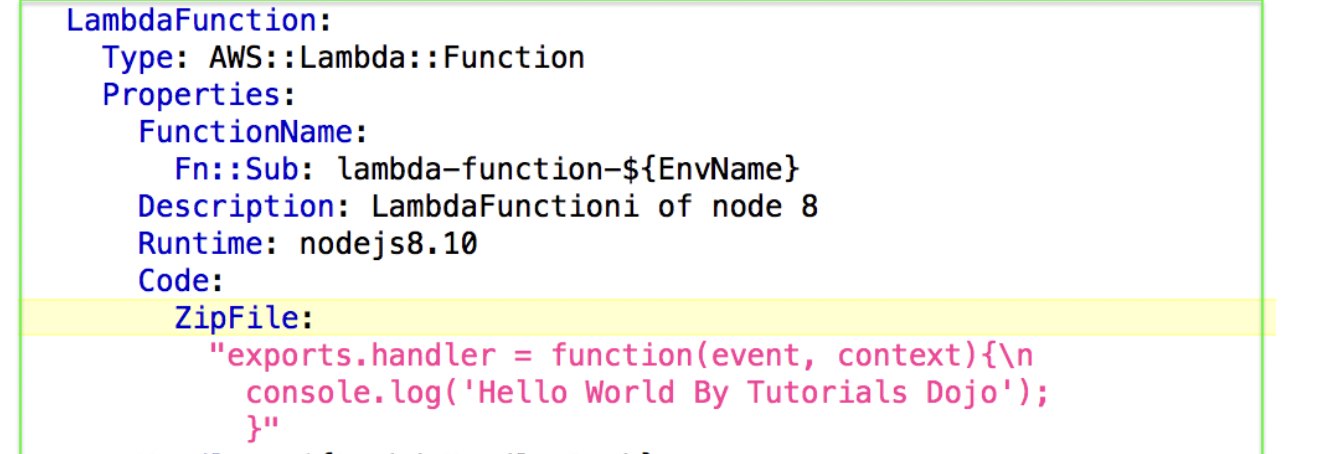 LambdaFunction:
Type: AWS::Lambda::Function
Properties:
FunctionName:
Fn::Sub: lambda-function-${EnvName}
Description: LambdaFunctioni of node 8
Runtime: nodejs8.10
Code:
ZipFile:
"exports.handler = function(event, context){\n
console.log('Hello World By Tutorials Dojo');
}"